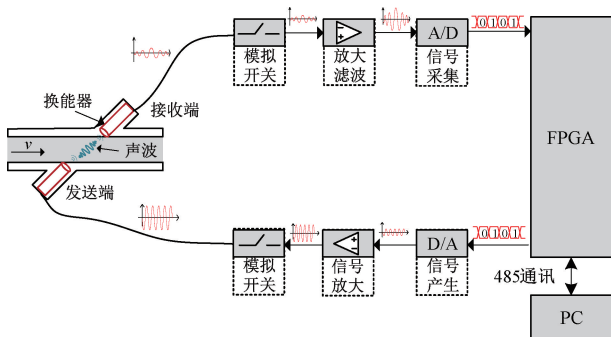 0101
A/D
模拟
开关
放大
滤波
信号
采集
换能器
接收端
v
声波
发送端
FPGA
0101
D/A
模拟
开关
信号
放大
信号
产生
485通讯
PC